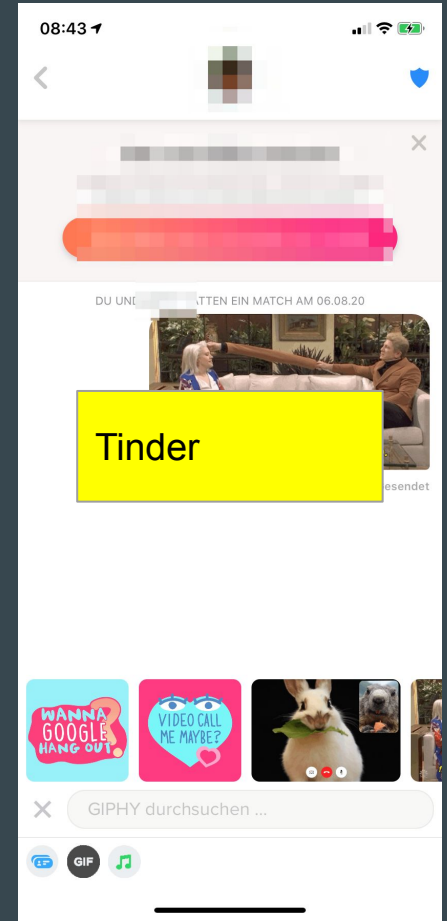 08:43
DU UND ATTEN EIN MATCH AM 06.08.20
Tinder
esendet
WANNA
GOOGLE
HANG OUT?
VIDEO CALL
ME MAYBE?
GIPHY durchsuchen ...
GIF